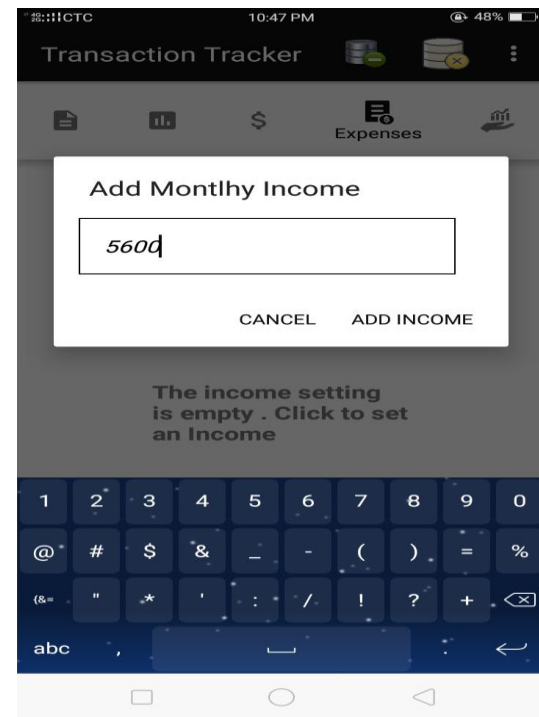 4G CTC 10:47 PM 48%
Transaction Tracker
$ Expenses
Add Montlhy Income
5600
CANCEL ADD INCOME
The income setting
is empty . Click to set
an Income
1 2 3 4 5 6 7 8 9 0
@ # $ & _ - ( ) = %
{&= " * ' : / ! ? +
abc , .